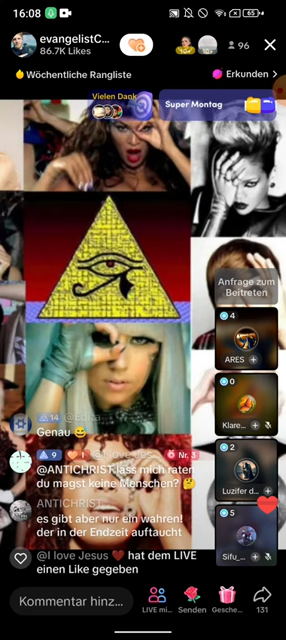 16:08
65
evangelistC...
86.7K Likes
96
Wöchentliche Rangliste
Erkunden >
Vielen Dank
Super Montag
Anfrage zum
Beitreten
4
ARES
0
Klare...
2
Luzifer d...
5
Sifu_...
14
Genau 😅
9 1 Nr. 3
@ANTICHRIST lass mich raten
du magst keine Menschen? 🤔
ANTICHRIST
es gibt aber nur ein wahren!
der in der Endzeit auftaucht
@I love Jesus ❤️ hat dem LIVE
einen Like gegeben
Kommentar hinz...
LIVE mi...
Senden
Gesche...
131